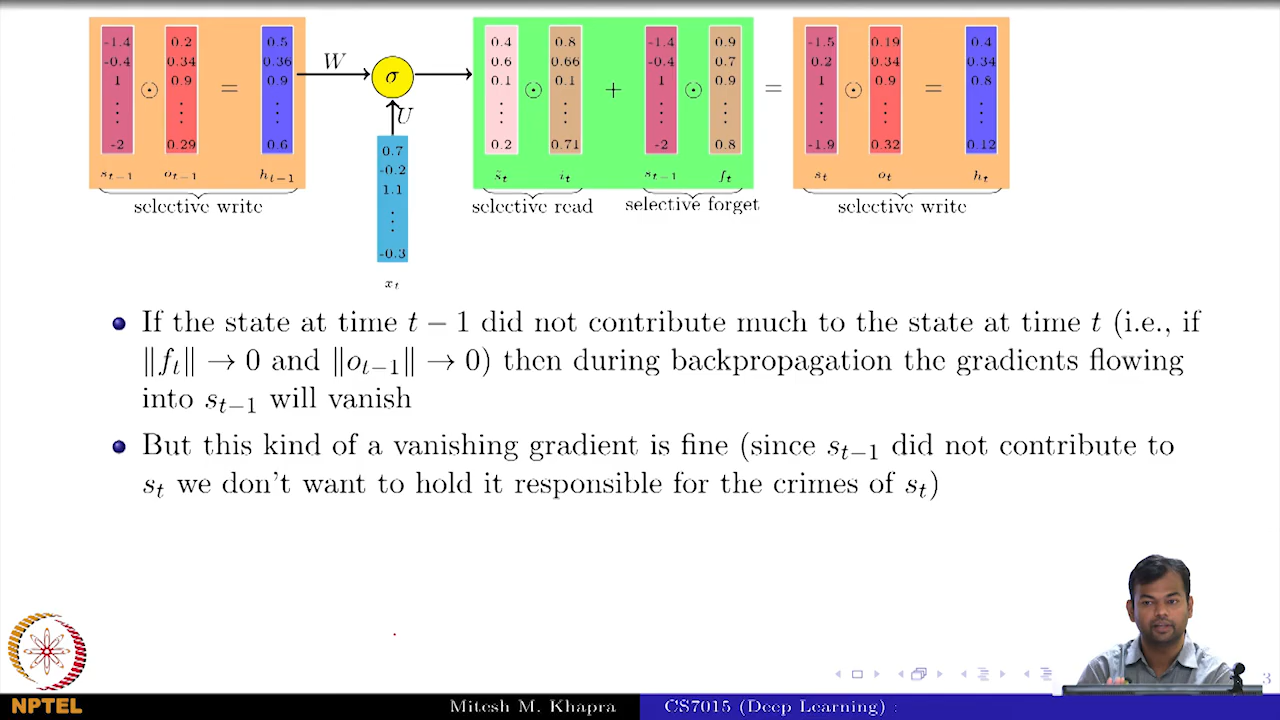 -1.4 0.2 0.5 0.4 0.8 -1.4 0.9 -1.5 0.19 0.4
-0.4 0.34 0.36 W 0.6 0.66 -0.4 0.7 0.2 0.34 0.34
1 ⊙ 0.9 = 0.9 σ 0.1 ⊙ 0.1 + 1 ⊙ 0.9 = 1 ⊙ 0.9 = 0.8
U
-2 0.29 0.6 0.7 0.2 0.71 -2 0.8 -1.9 0.32 0.12
s_{t−1} o_{t−1} h_{t−1} -0.2 s̃_t i_t s_{t−1} f_t s_t o_t h_t
1.1
selective write selective read selective forget selective write
-0.3
x_t
If the state at time t − 1 did not contribute much to the state at time t (i.e., if
‖f_t‖ → 0 and ‖o_{t−1}‖ → 0) then during backpropagation the gradients flowing
into s_{t−1} will vanish
But this kind of a vanishing gradient is fine (since s_{t−1} did not contribute to
s_t we don't want to hold it responsible for the crimes of s_t)
NPTEL
Mitesh M. Khapra CS7015 (Deep Learning) :
3